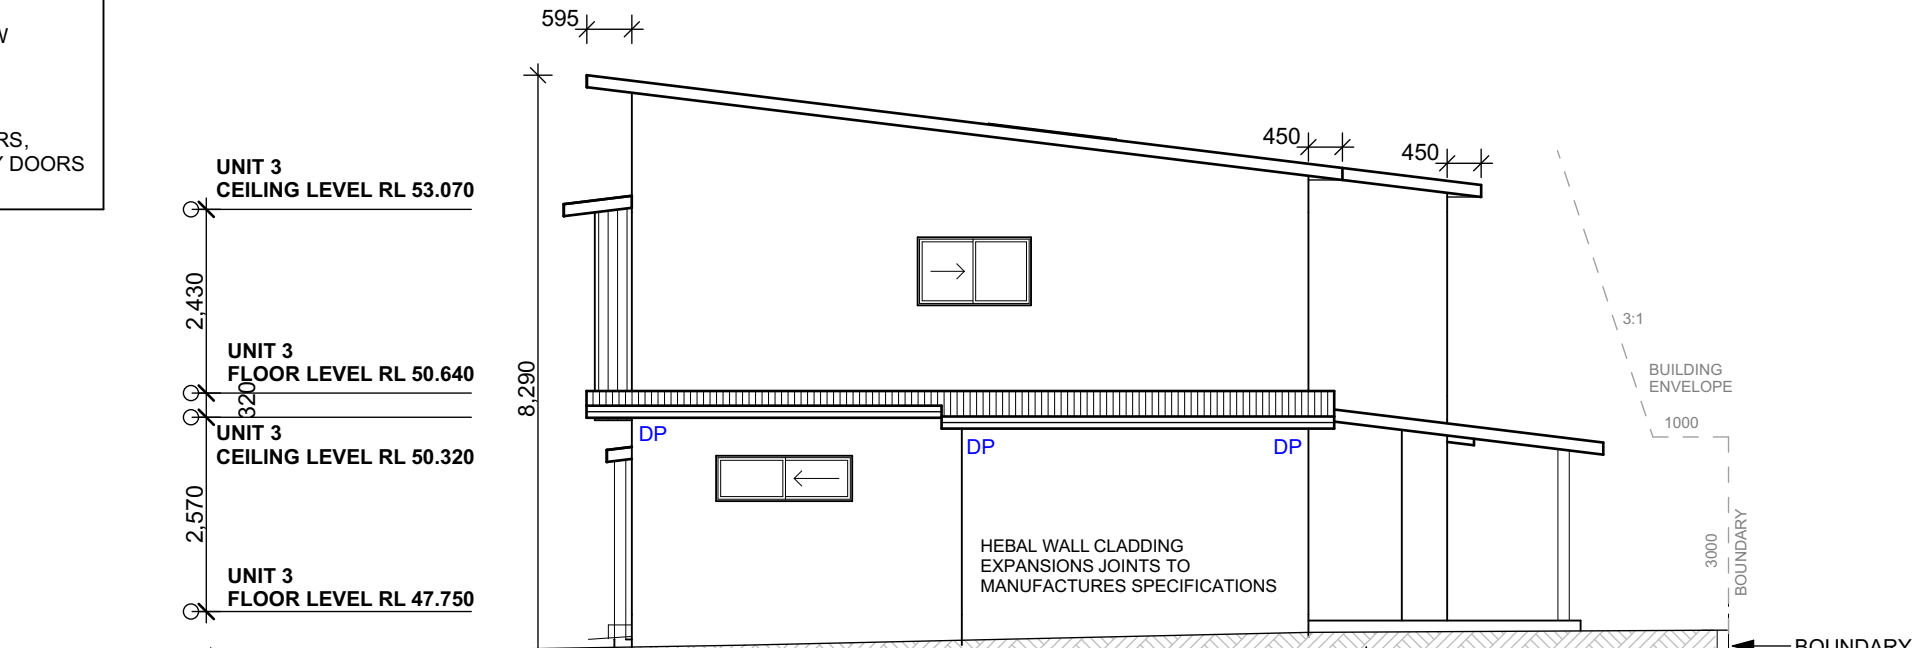 RS,
DOORS
595
450
450
UNIT 3
CEILING LEVEL RL 53.070
2,430
UNIT 3
FLOOR LEVEL RL 50.640
320
UNIT 3
CEILING LEVEL RL 50.320
2,570
UNIT 3
FLOOR LEVEL RL 47.750
8,290
DP
DP
DP
HEBAL WALL CLADDING
EXPANSIONS JOINTS TO
MANUFACTURES SPECIFICATIONS
3:1
BUILDING
ENVELOPE
1000
3000
BOUNDARY
BOUNDARY